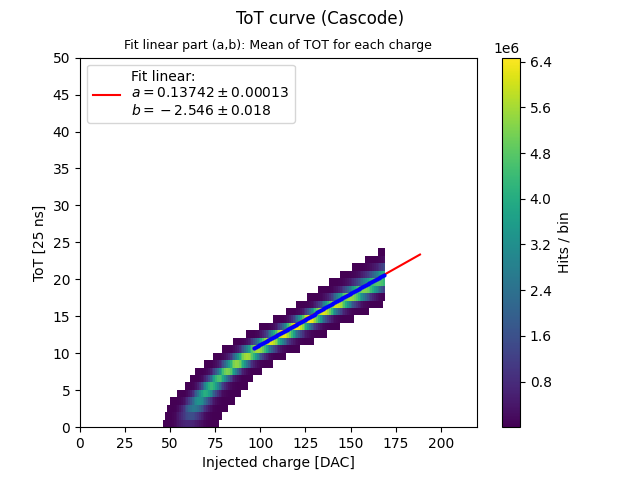 ToT curve (Cascode)
Fit linear part (a,b): Mean of TOT for each charge
1e6
Fit linear:
a = 0.13742 ± 0.00013
b = −2.546 ± 0.018
50
45
40
35
30
25
20
15
10
5
0
ToT [25 ns]
0 25 50 75 100 125 150 175 200
Injected charge [DAC]
6.4
5.6
4.8
4.0
3.2
2.4
1.6
0.8
Hits / bin